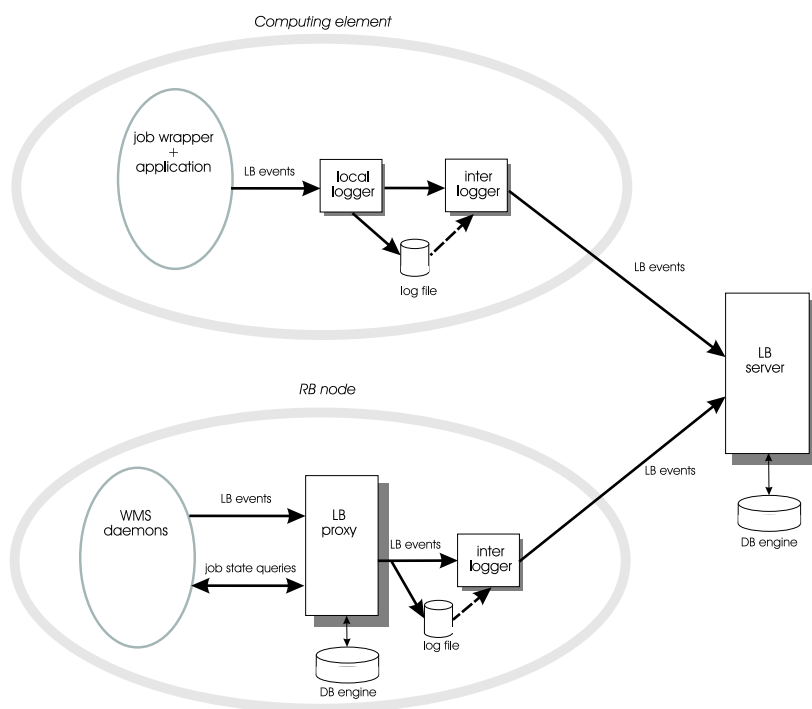 Computing element
job wrapper
+
application
LB events
local
logger
inter
logger
log file
LB events
LB
server
DB engine
RB node
WMS
daemons
LB events
job state queries
LB
proxy
DB engine
LB events
inter
logger
log file
LB events